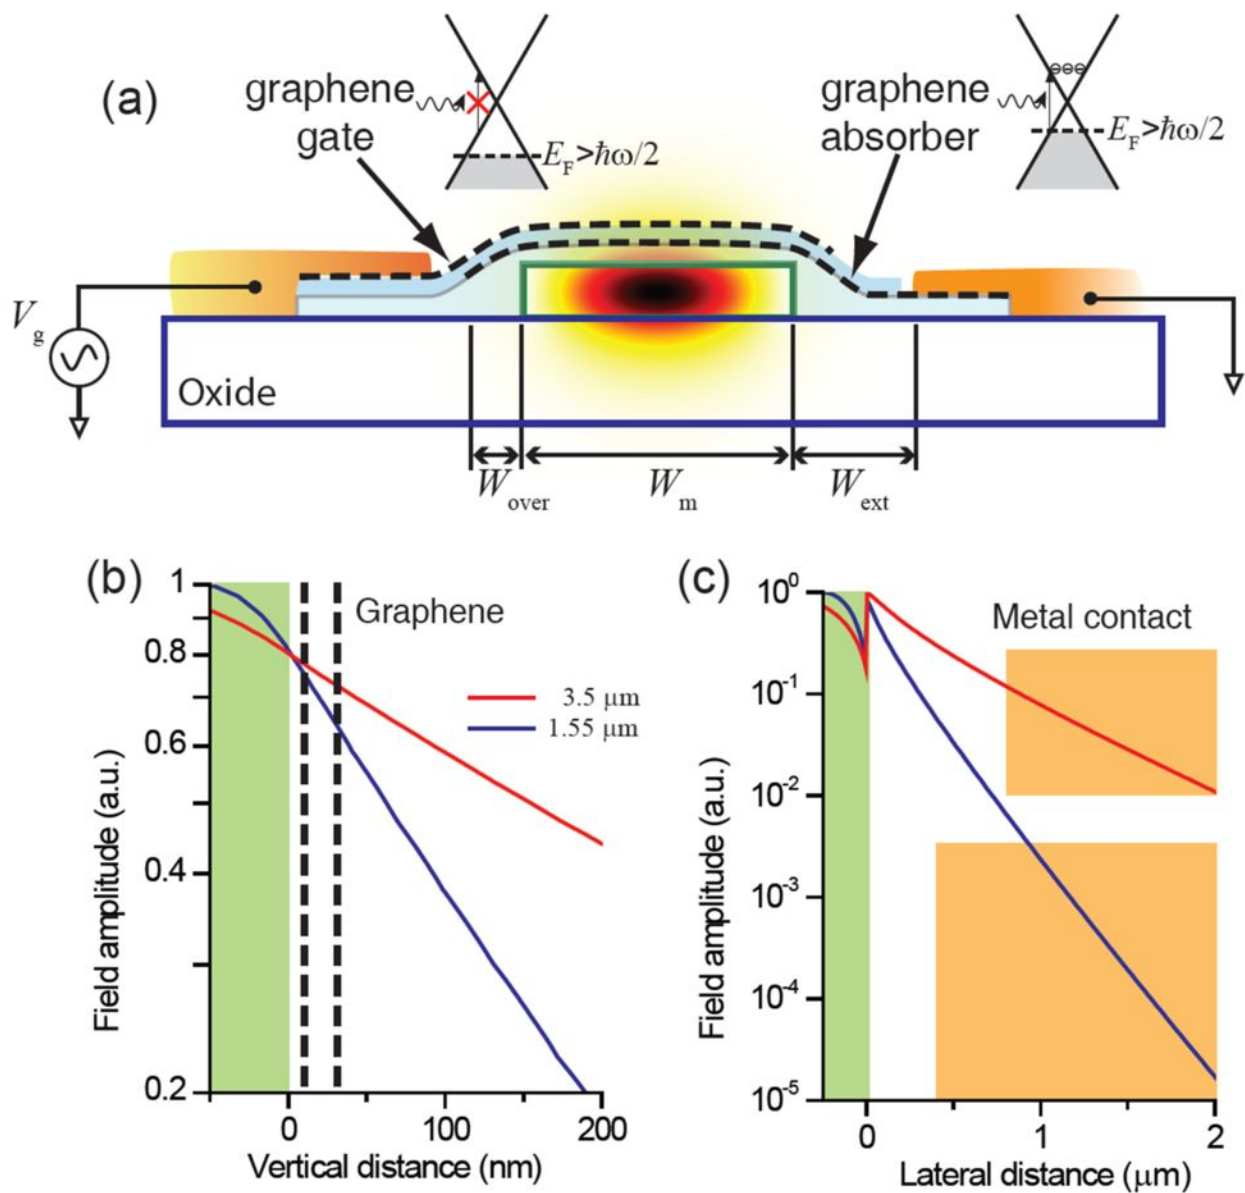 (a)
graphene
gate
E_F>ħω/2
graphene
absorber
E_F>ħω/2
V_g
Oxide
W_over
W_m
W_ext
(b)
Graphene
3.5 μm
1.55 μm
Field amplitude (a.u.)
1
0.8
0.6
0.4
0.2
0
100
200
Vertical distance (nm)
(c)
Metal contact
Field amplitude (a.u.)
10^0
10^-1
10^-2
10^-3
10^-4
10^-5
0
1
2
Lateral distance (μm)